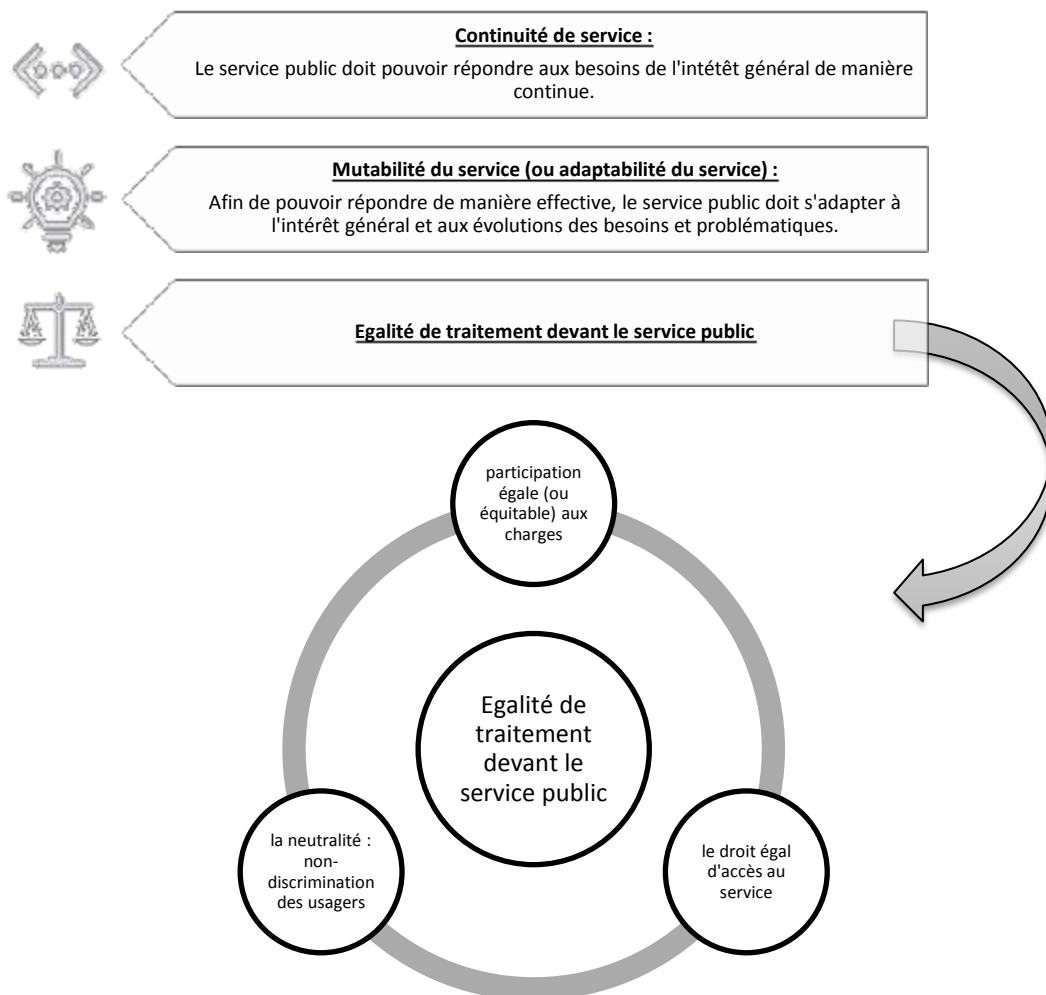 Continuité de service :
Le service public doit pouvoir répondre aux besoins de l'intétêt général de manière
continue.
Mutabilité du service (ou adaptabilité du service) :
Afin de pouvoir répondre de manière effective, le service public doit s'adapter à
l'intérêt général et aux évolutions des besoins et problématiques.
Egalité de traitement devant le service public
participation
égale (ou
équitable) aux
charges
Egalité de
traitement
devant le
service public
la neutralité :
non-
discrimination
des usagers
le droit égal
d'accès au
service